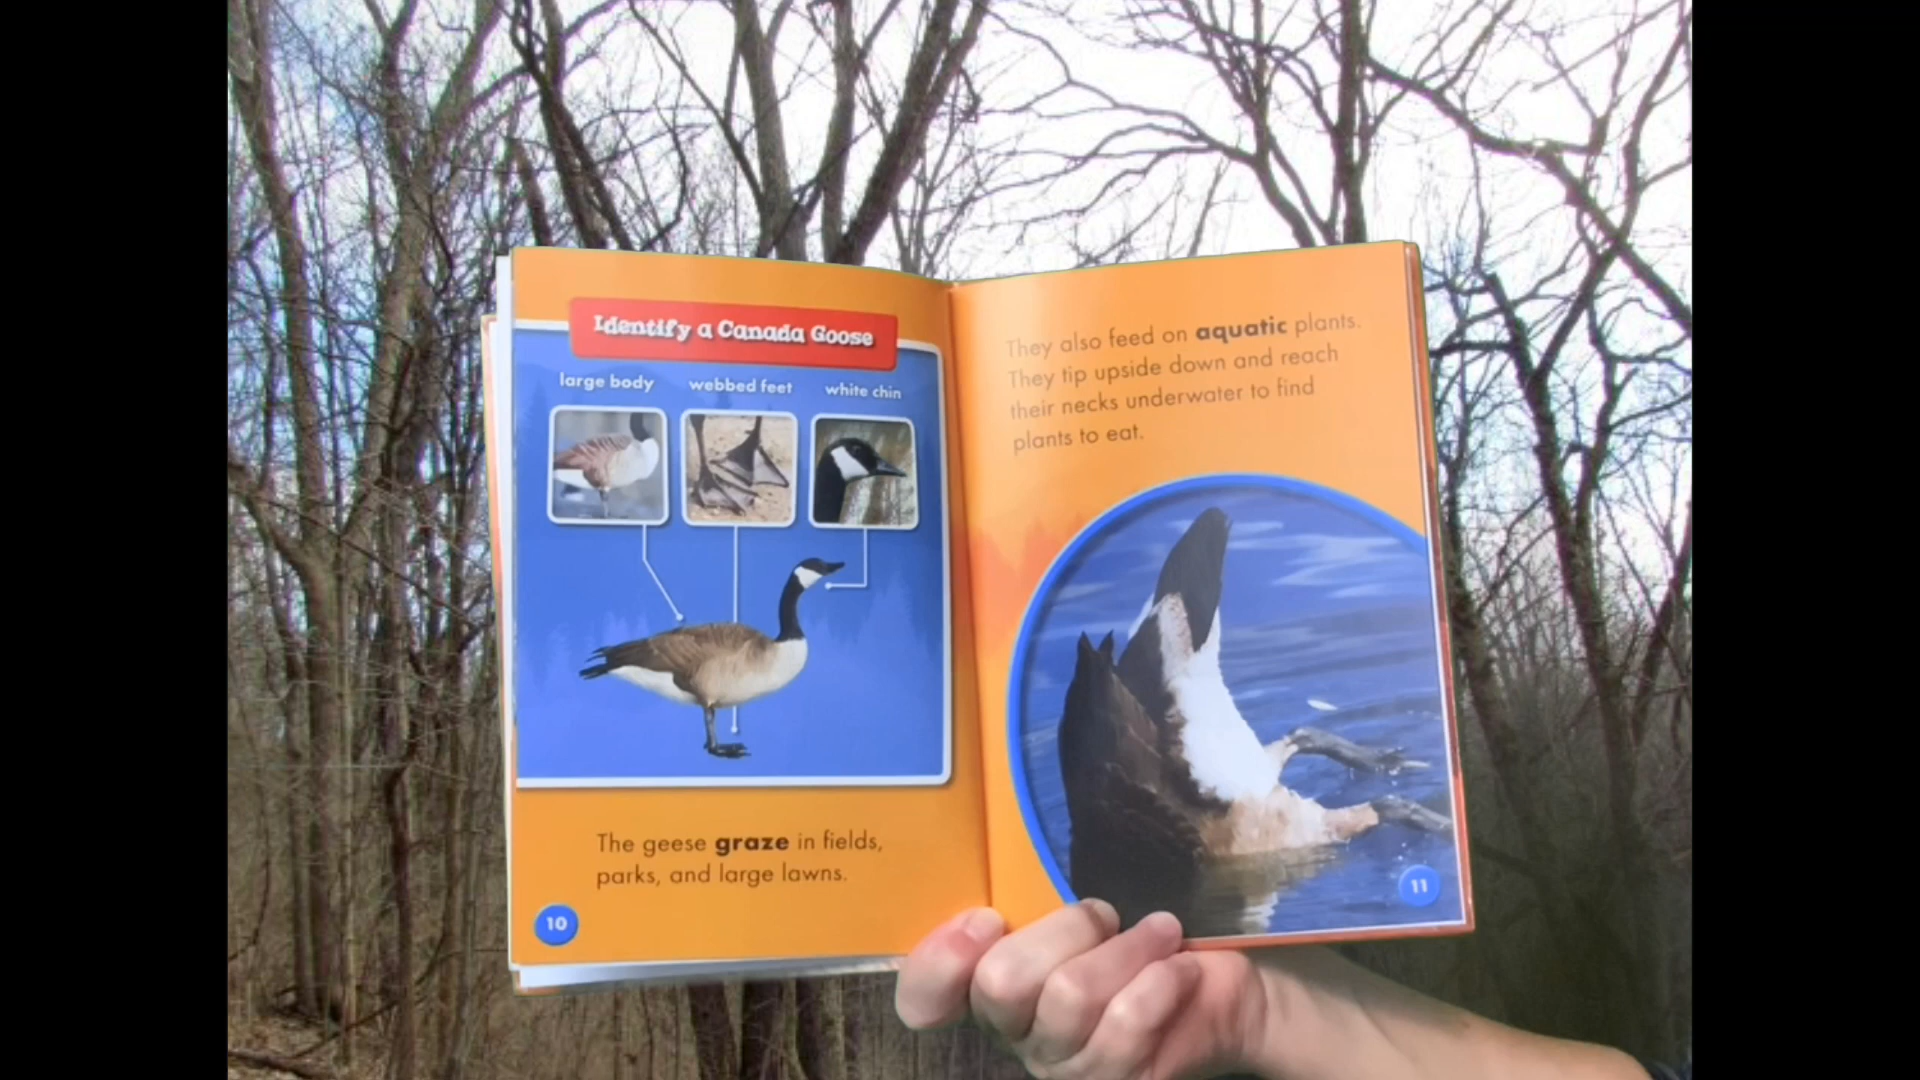 Identify a Canada Goose
large body
webbed feet
white chin
The geese graze in fields,
parks, and large lawns.
10
They also feed on aquatic plants.
They tip upside down and reach
their necks underwater to find
plants to eat.
11